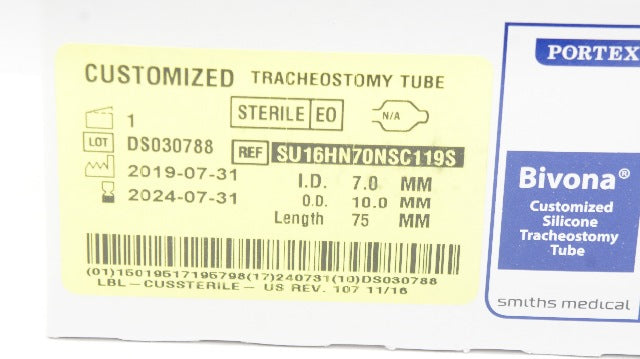 CUSTOMIZED TRACHEOSTOMY TUBE
1
STERILE EO
N/A
LOT DS030788
REF SU16HN70NSC119S
2019-07-31
2024-07-31
I.D. 7.0 MM
O.D. 10.0 MM
Length 75 MM
(01)15019517195798(17)240731(10)DS030788
LBL-CUSSTERILE - US REV. 107 11/16
PORTEX
Bivona®
Customized
Silicone
Tracheostomy
Tube
smiths medical